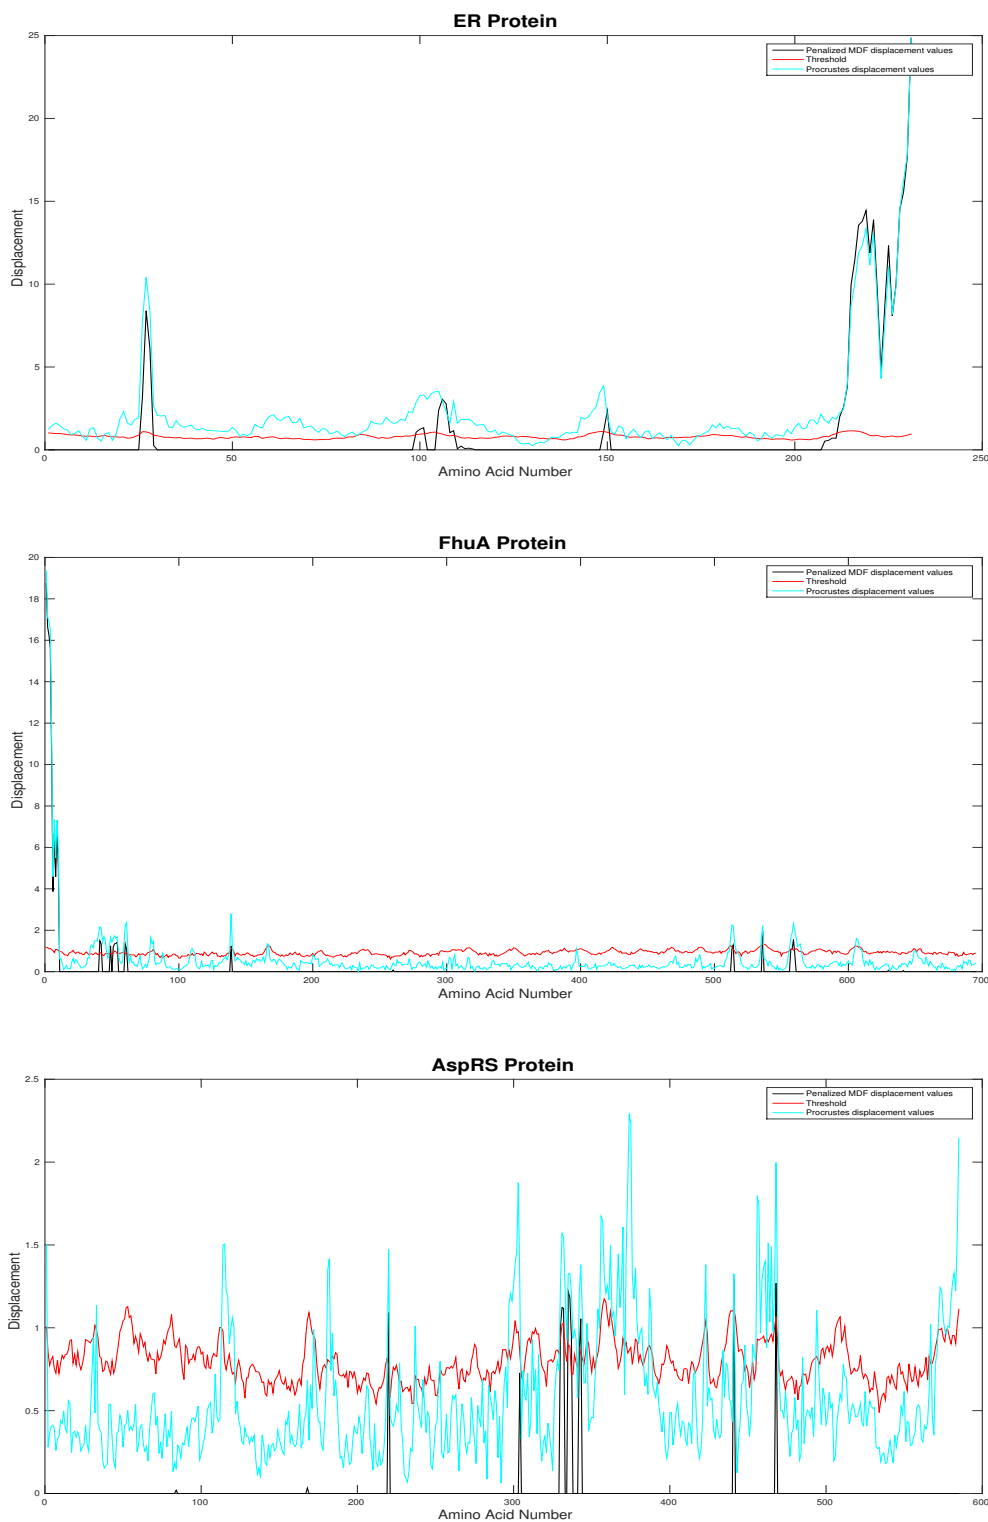 ER Protein
25
20
15
10
5
0
Displacement
Penalized MDF displacement values
Threshold
Procrustes displacement values
0 50 100 150 200 250
Amino Acid Number
FhuA Protein
20
18
16
14
12
10
8
6
4
2
0
Displacement
Penalized MDF displacement values
Threshold
Procrustes displacement values
0 100 200 300 400 500 600 700
Amino Acid Number
AspRS Protein
2.5
2
1.5
1
0.5
0
Displacement
Penalized MDF displacement values
Threshold
Procrustes displacement values
0 100 200 300 400 500 600
Amino Acid Number